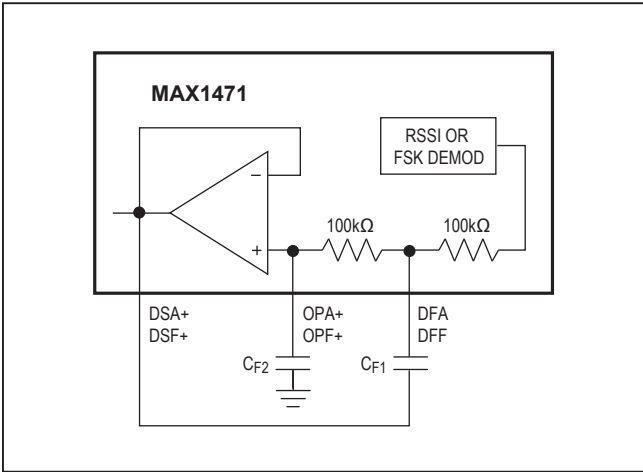 MAX1471
RSSI OR
FSK DEMOD
−
+
100kΩ
100kΩ
DSA+
DSF+
OPA+
OPF+
DFA
DFF
CF2
CF1